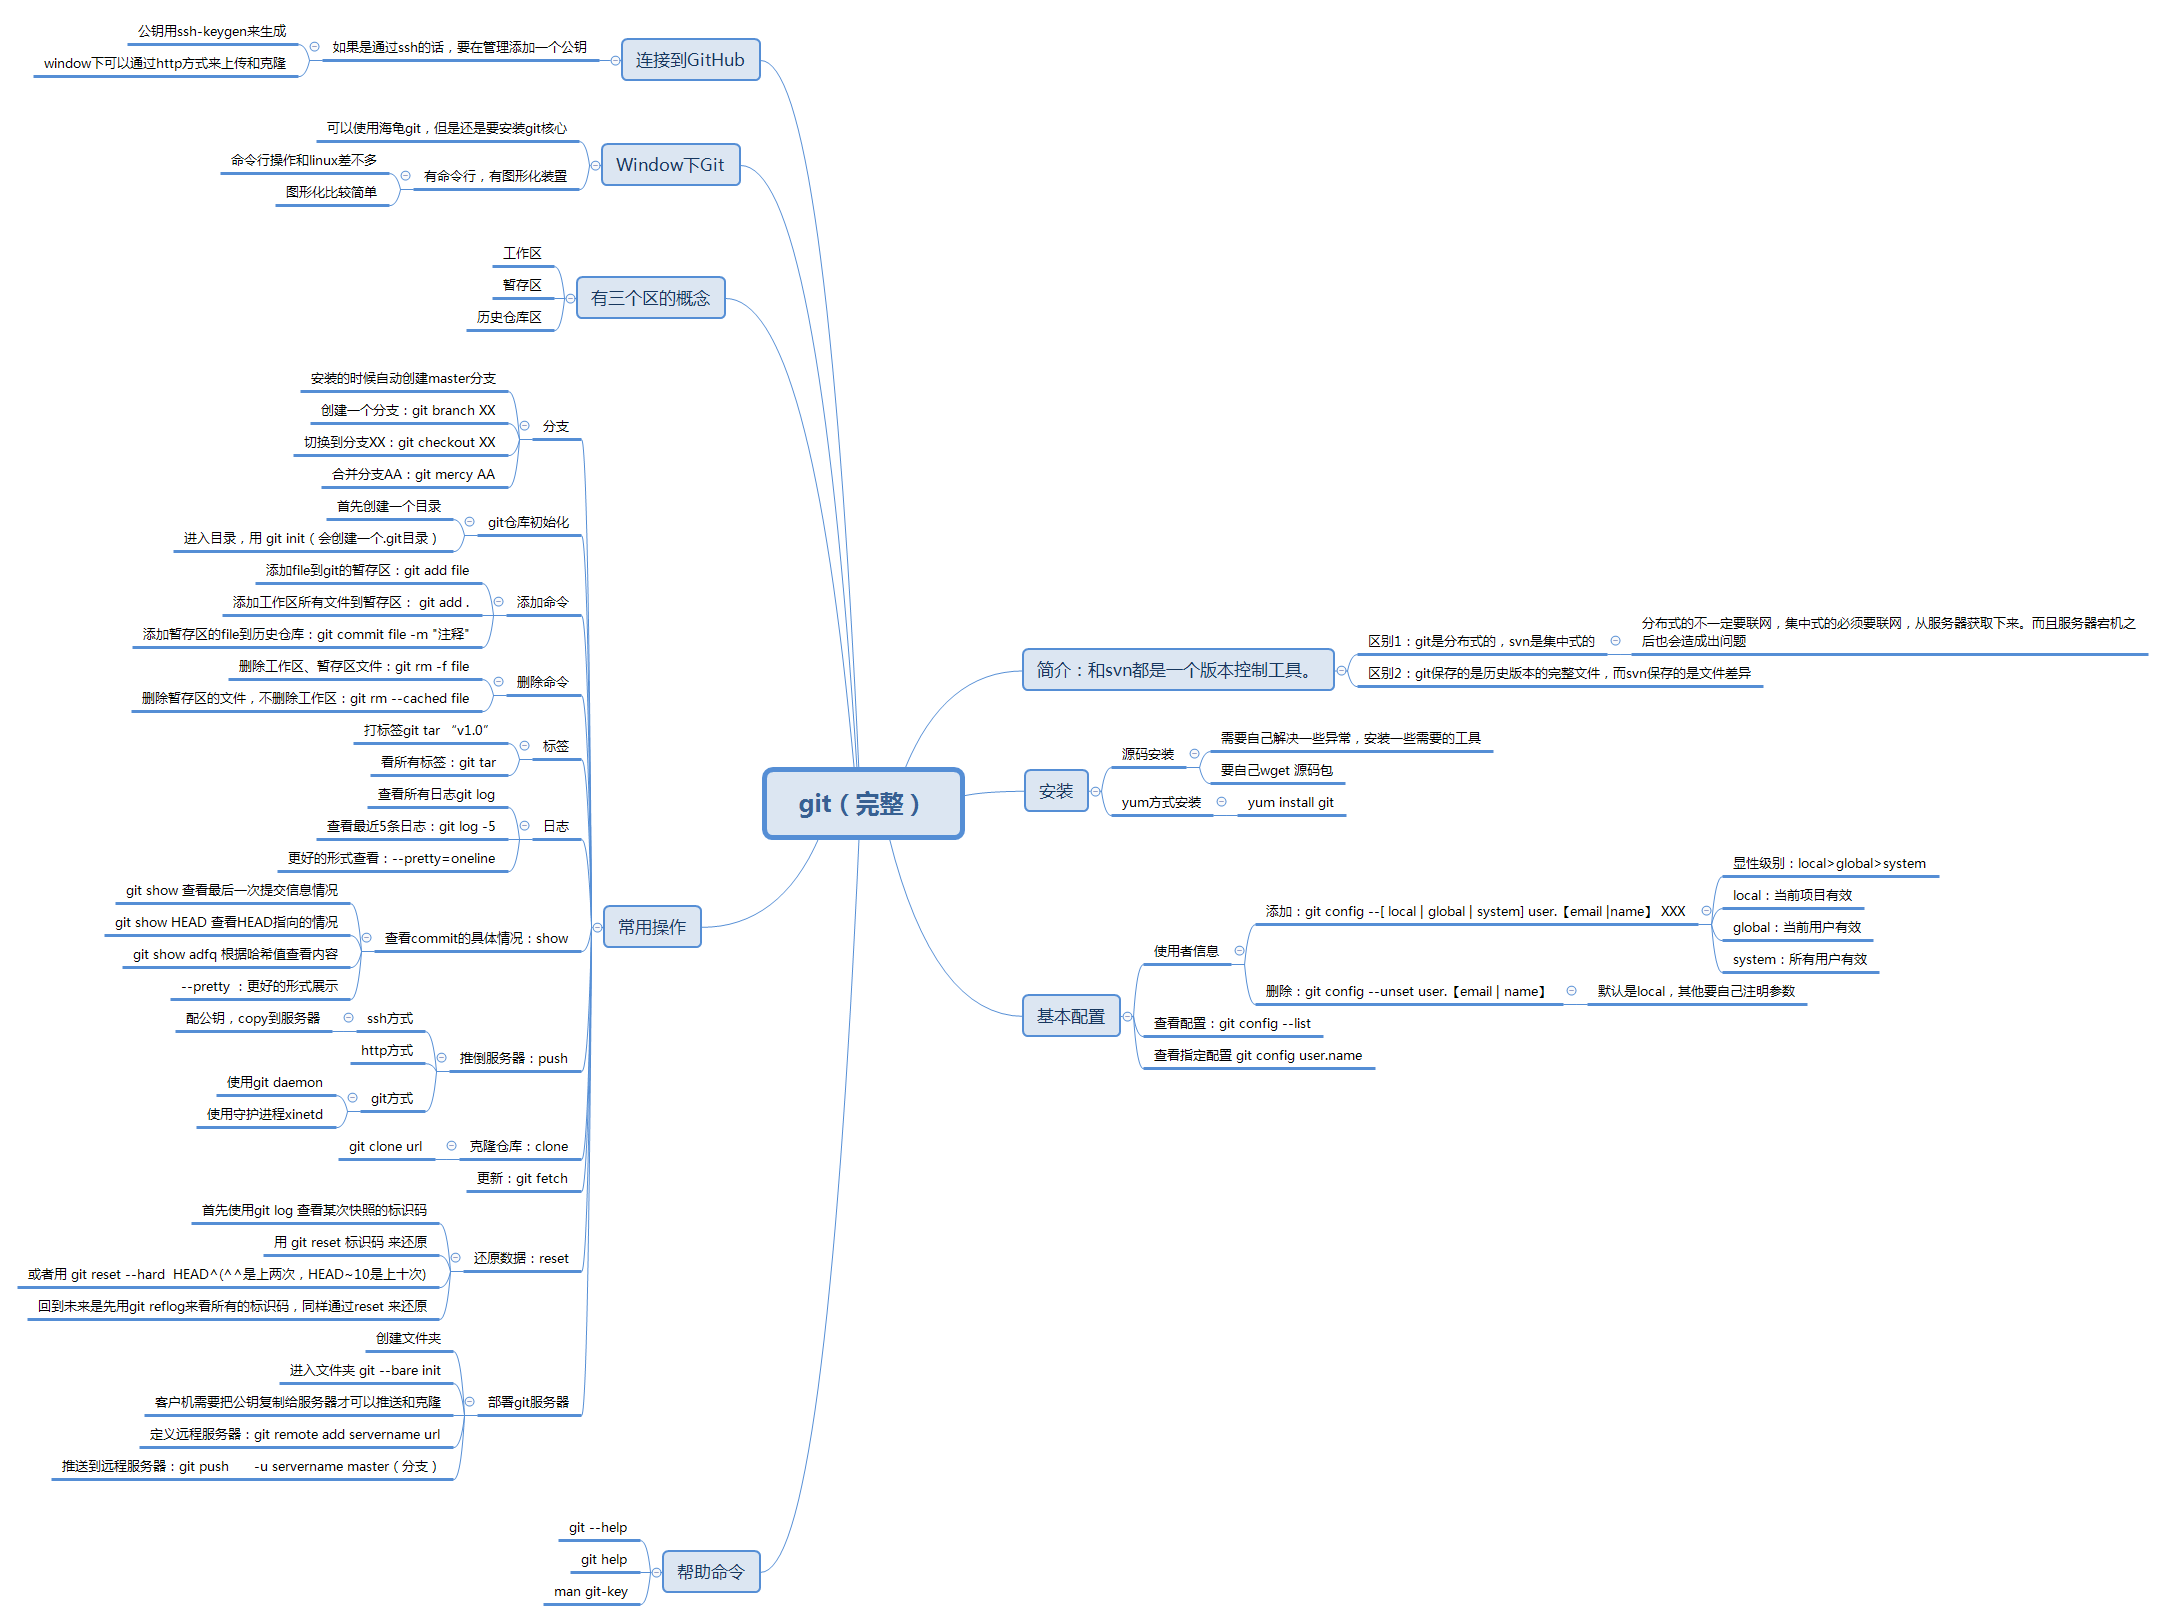 git（完整）
简介：和svn都是一个版本控制工具。
区别1：git是分布式的，svn是集中式的
分布式的不一定要联网，集中式的必须要联网，从服务器获取下来。而且服务器宕机之
后也会造成出问题
区别2：git保存的是历史版本的完整文件，而svn保存的是文件差异
安装
源码安装
需要自己解决一些异常，安装一些需要的工具
要自己wget 源码包
yum方式安装
yum install git
基本配置
使用者信息
添加：git config --[ local | global | system] user.【email |name】 XXX
显性级别：local>global>system
local：当前项目有效
global：当前用户有效
system：所有用户有效
删除：git config --unset user.【email | name】
默认是local，其他要自己注明参数
查看配置：git config --list
查看指定配置 git config user.name
连接到GitHub
如果是通过ssh的话，要在管理添加一个公钥
公钥用ssh-keygen来生成
window下可以通过http方式来上传和克隆
Window下Git
可以使用海龟git，但是还是要安装git核心
有命令行，有图形化装置
命令行操作和linux差不多
图形化比较简单
有三个区的概念
工作区
暂存区
历史仓库区
常用操作
分支
安装的时候自动创建master分支
创建一个分支：git branch XX
切换到分支XX：git checkout XX
合并分支AA：git mercy AA
git仓库初始化
首先创建一个目录
进入目录，用 git init（会创建一个.git目录）
添加命令
添加file到git的暂存区：git add file
添加工作区所有文件到暂存区： git add .
添加暂存区的file到历史仓库：git commit file -m "注释"
删除命令
删除工作区、暂存区文件：git rm -f file
删除暂存区的文件，不删除工作区：git rm --cached file
标签
打标签git tar “v1.0”
看所有标签：git tar
日志
查看所有日志git log
查看最近5条日志：git log -5
更好的形式查看：--pretty=oneline
查看commit的具体情况：show
git show 查看最后一次提交信息情况
git show HEAD 查看HEAD指向的情况
git show adfq 根据哈希值查看内容
--pretty ：更好的形式展示
推倒服务器：push
ssh方式
配公钥，copy到服务器
http方式
git方式
使用git daemon
使用守护进程xinetd
克隆仓库：clone
git clone url
更新：git fetch
还原数据：reset
首先使用git log 查看某次快照的标识码
用 git reset 标识码 来还原
或者用 git reset --hard  HEAD^(^^是上两次，HEAD~10是上十次)
回到未来是先用git reflog来看所有的标识码，同样通过reset 来还原
部署git服务器
创建文件夹
进入文件夹 git --bare init
客户机需要把公钥复制给服务器才可以推送和克隆
定义远程服务器：git remote add servername url
推送到远程服务器：git push      -u servername master（分支）
帮助命令
git --help
git help
man git-key